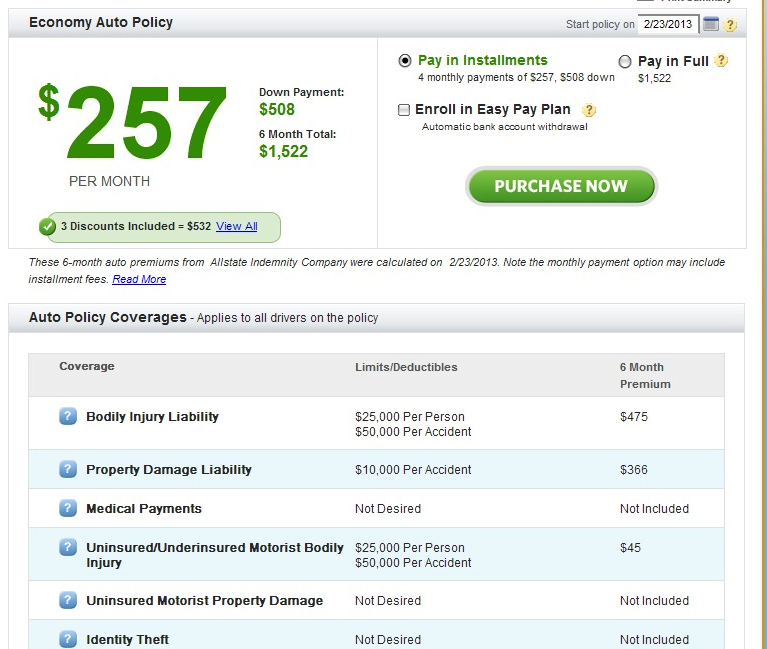 Economy Auto Policy
Start policy on 2/23/2013 ?
$257
PER MONTH
Down Payment:
$508
6 Month Total:
$1,522
3 Discounts Included = $532 View All
Pay in Installments
4 monthly payments of $257, $508 down
Pay in Full ?
$1,522
Enroll in Easy Pay Plan ?
Automatic bank account withdrawal
PURCHASE NOW
These 6-month auto premiums from Allstate Indemnity Company were calculated on 2/23/2013. Note the monthly payment option may include
installment fees. Read More
Auto Policy Coverages - Applies to all drivers on the policy
Coverage Limits/Deductibles 6 Month
Premium
? Bodily Injury Liability $25,000 Per Person $475
$50,000 Per Accident
? Property Damage Liability $10,000 Per Accident $366
? Medical Payments Not Desired Not Included
? Uninsured/Underinsured Motorist Bodily $25,000 Per Person $45
Injury $50,000 Per Accident
? Uninsured Motorist Property Damage Not Desired Not Included
? Identity Theft Not Desired Not Included